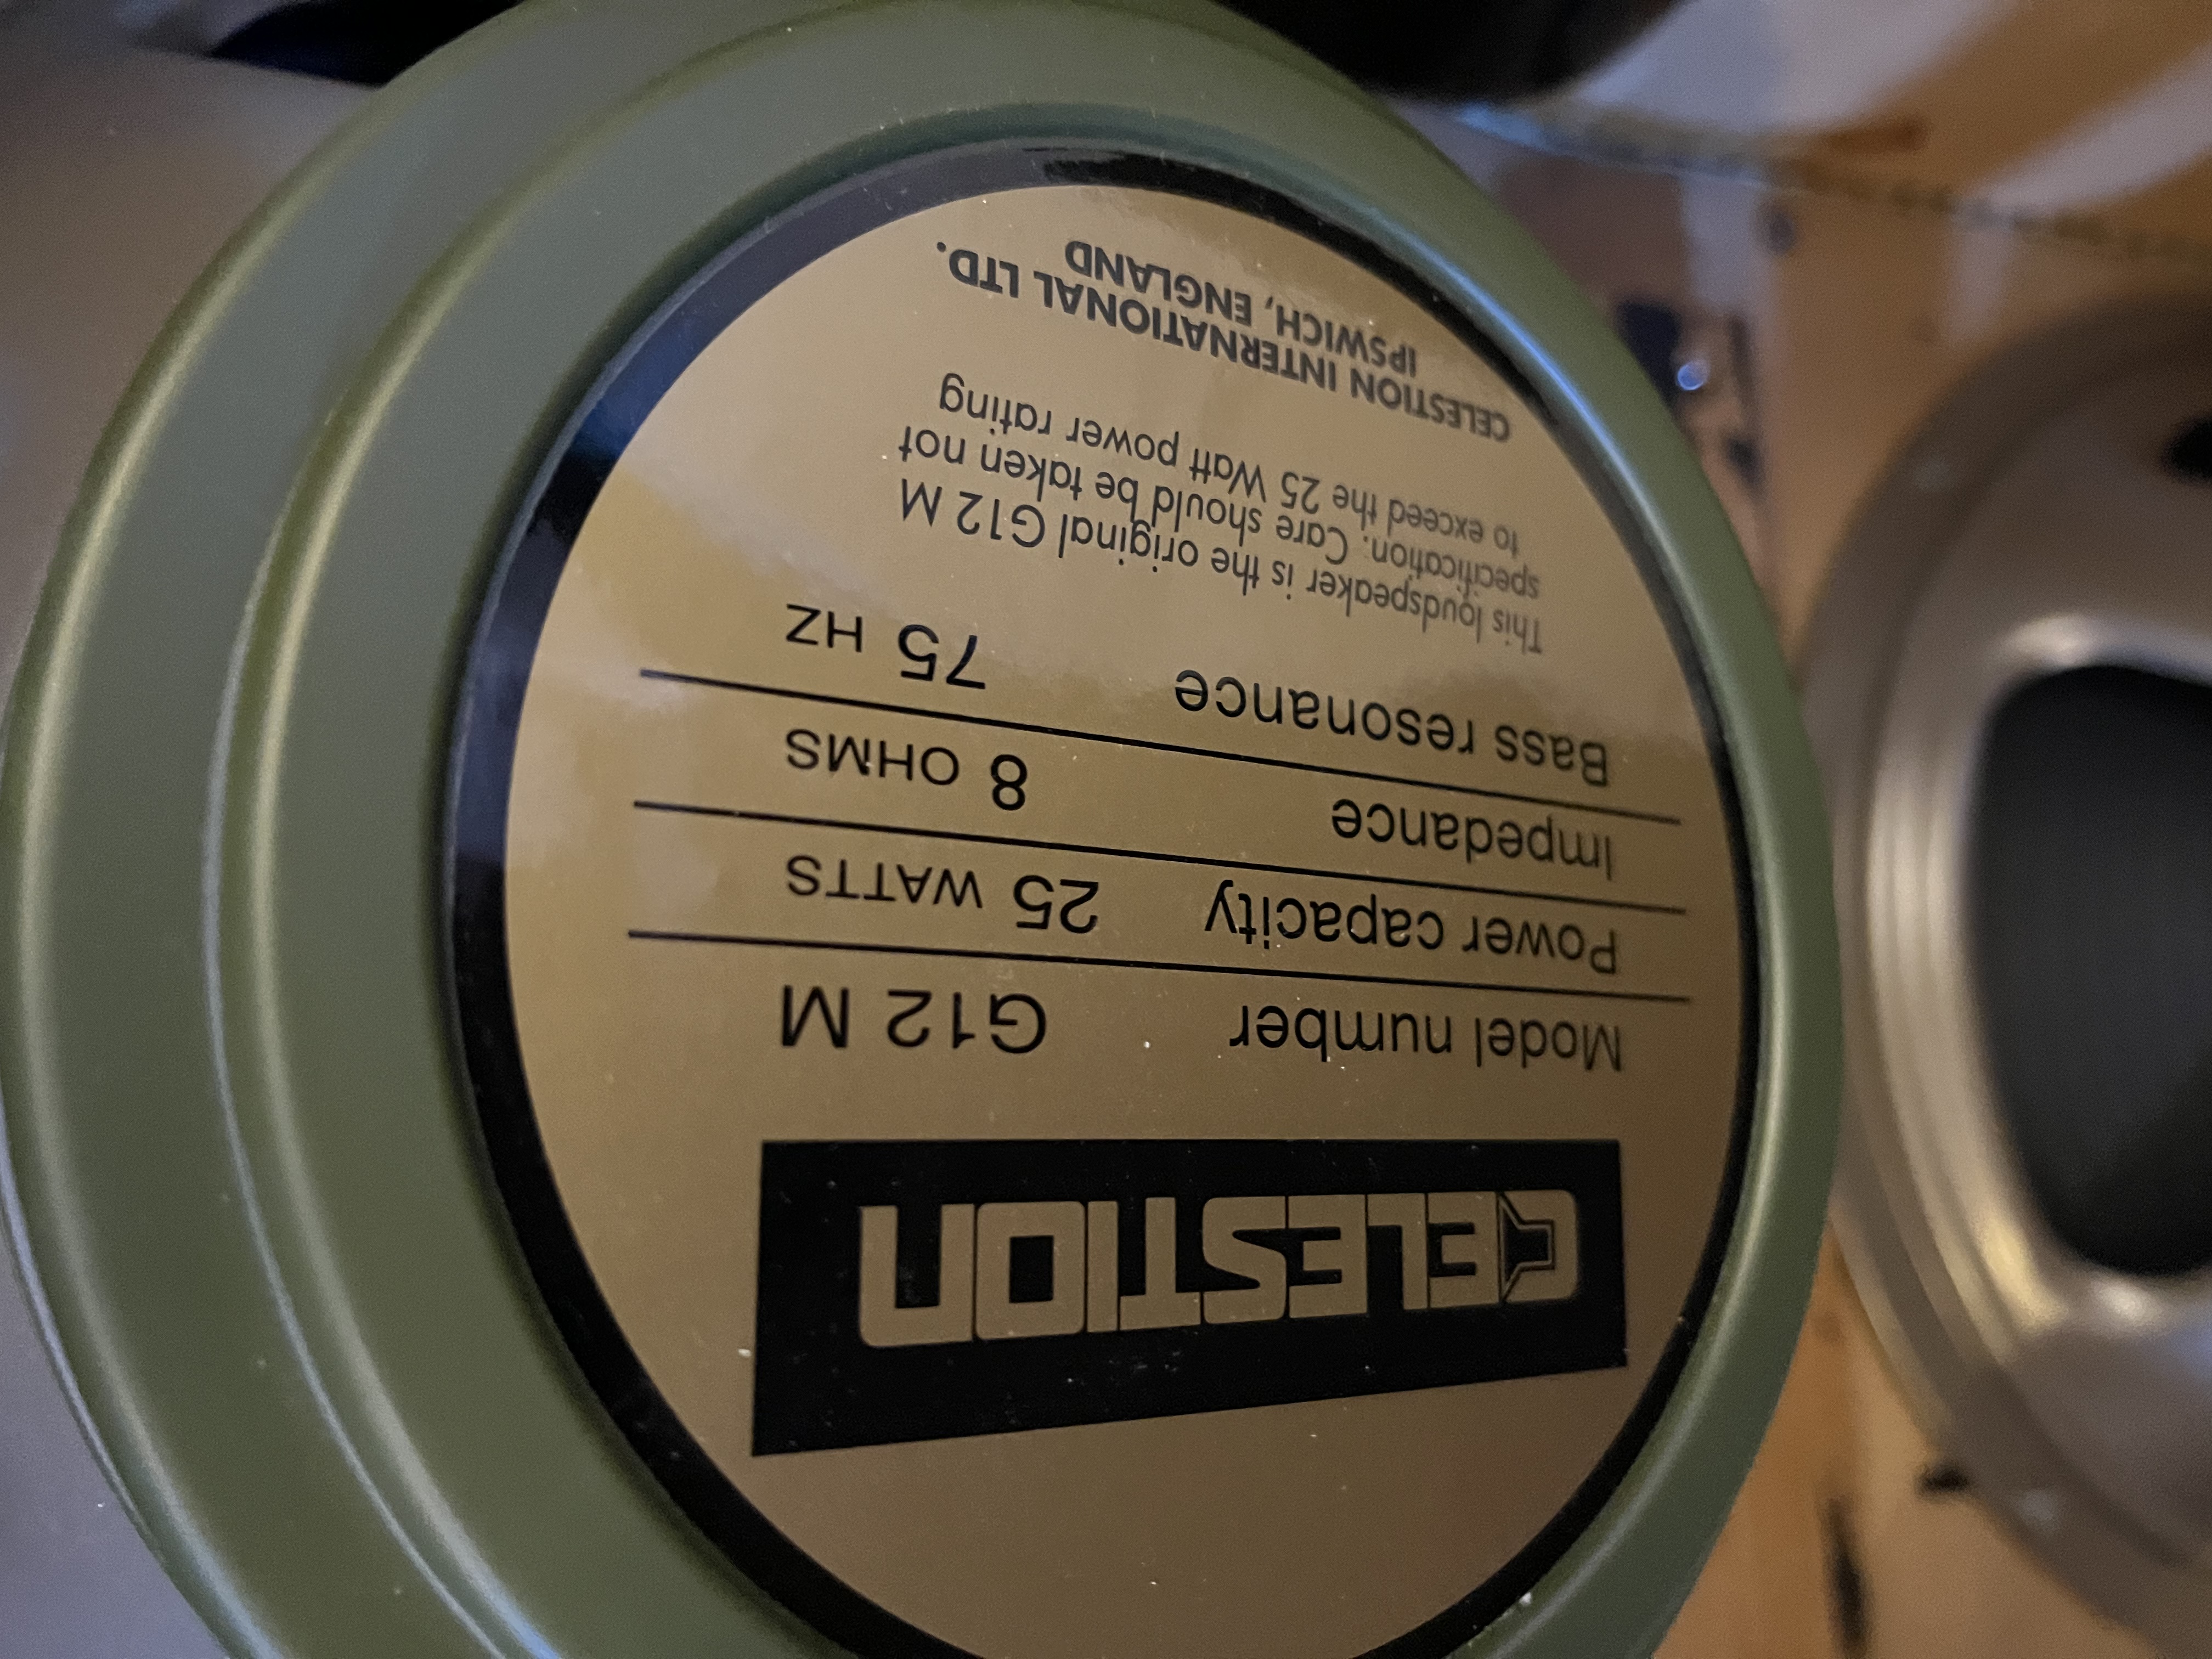 CELESTION
Model number G12 M
Power capacity 25 WATTS
Impedance 8 OHMS
Bass resonance 75 HZ
This loudspeaker is the original G12 M
specification. Care should be taken not
to exceed the 25 Watt power rating
CELESTION INTERNATIONAL LTD.
IPSWICH, ENGLAND